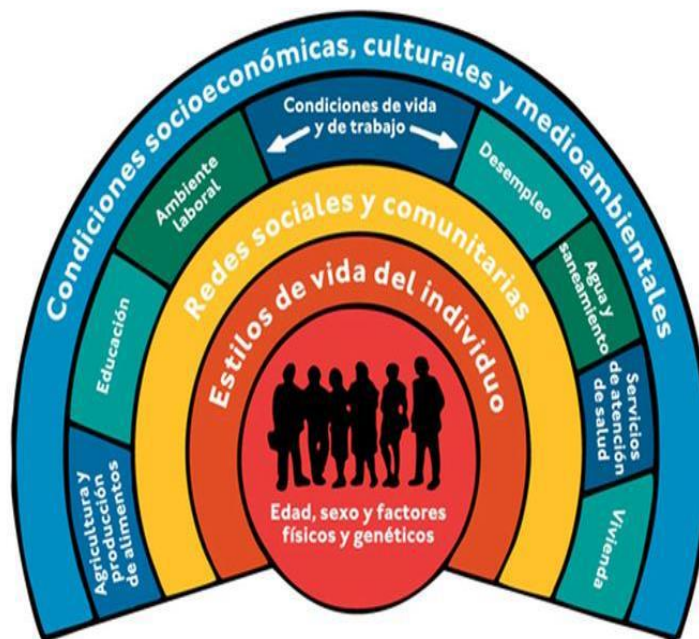 Condiciones socioeconómicas, culturales y medioambientales
Condiciones de vida
y de trabajo
Agricultura y
producción
de alimentos
Educación
Ambiente
laboral
Desempleo
Agua y
saneamiento
Servicios
de atención
de salud
Vivienda
Redes sociales y comunitarias
Estilos de vida del individuo
Edad, sexo y factores
físicos y genéticos